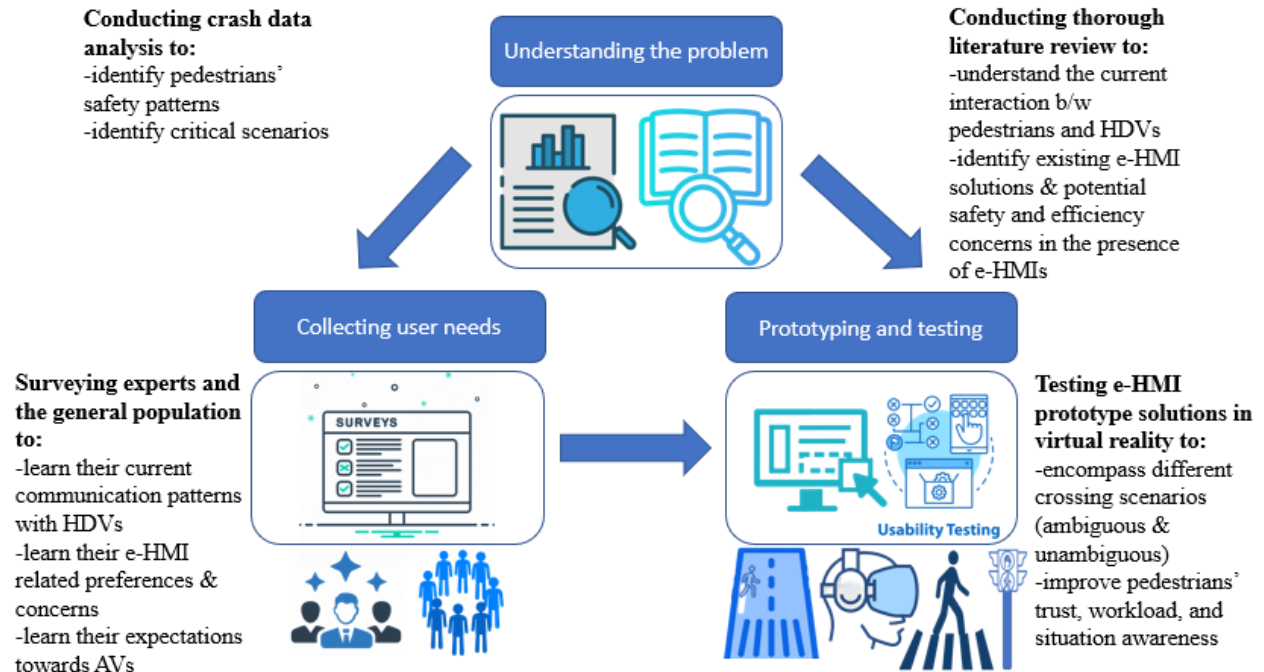 Conducting crash data
analysis to:
-identify pedestrians'
safety patterns
-identify critical scenarios
Understanding the problem
Conducting thorough
literature review to:
-understand the current
interaction b/w
pedestrians and HDVs
-identify existing e-HMI
solutions & potential
safety and efficiency
concerns in the presence
of e-HMIs
Collecting user needs
Prototyping and testing
Surveying experts and
the general population
to:
-learn their current
communication patterns
with HDVs
-learn their e-HMI
related preferences &
concerns
-learn their expectations
towards AVs
SURVEYS
Usability Testing
Testing e-HMI
prototype solutions in
virtual reality to:
-encompass different
crossing scenarios
(ambiguous &
unambiguous)
-improve pedestrians'
trust, workload, and
situation awareness